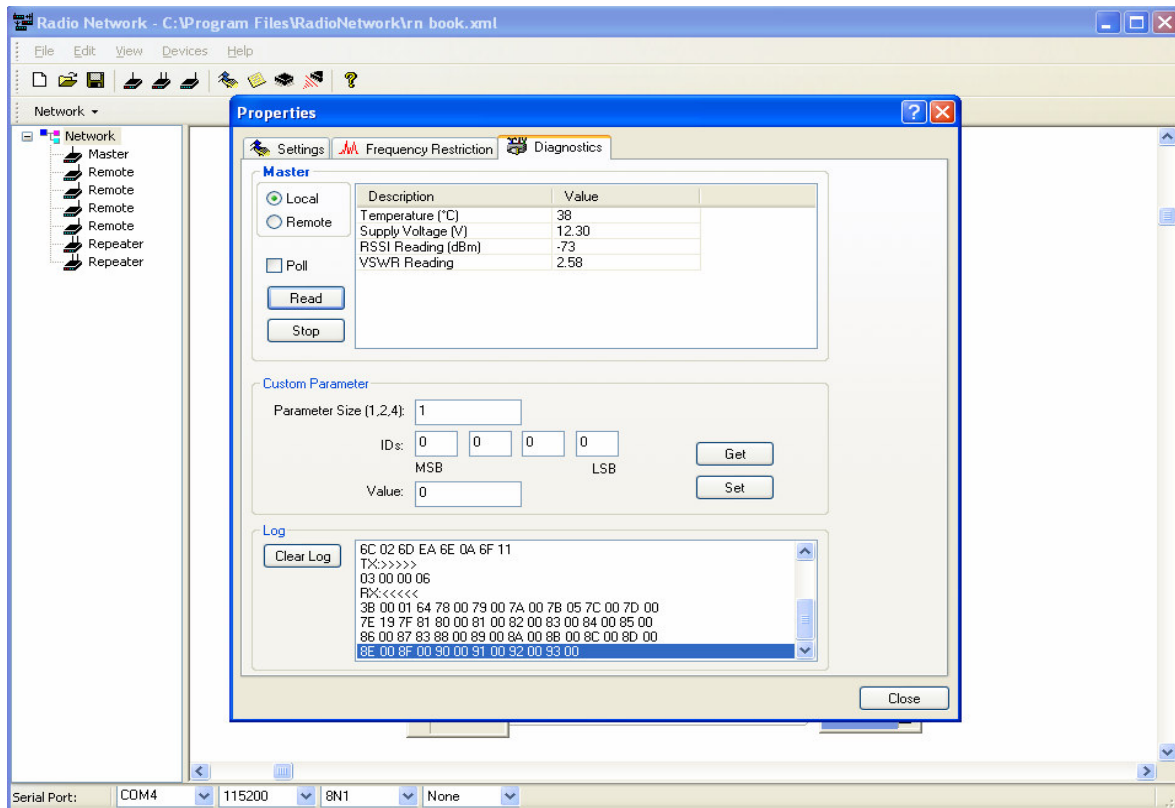 Radio Network - C:\Program Files\RadioNetwork\rn book.xml
File Edit View Devices Help
Network
Network
Master
Remote
Remote
Remote
Remote
Repeater
Repeater
Properties
Settings Frequency Restriction Diagnostics
Master
Local
Remote
Poll
Read
Stop
Description Value
Temperature (°C) 38
Supply Voltage (V) 12.30
RSSI Reading (dBm) -73
VSWR Reading 2.58
Custom Parameter
Parameter Size (1,2,4): 1
IDs: 0 0 0 0
MSB LSB
Value: 0
Get
Set
Log
Clear Log
6C 02 6D EA 6E 0A 6F 11
TX:>>>>>
03 00 00 06
RX:<<<<<
3B 00 01 64 78 00 79 00 7A 00 7B 05 7C 00 7D 00
7E 19 7F 81 80 00 81 00 82 00 83 00 84 00 85 00
86 00 87 83 88 00 89 00 8A 00 8B 00 8C 00 8D 00
8E 00 8F 00 90 00 91 00 92 00 93 00
Close
Serial Port: COM4 115200 8N1 None